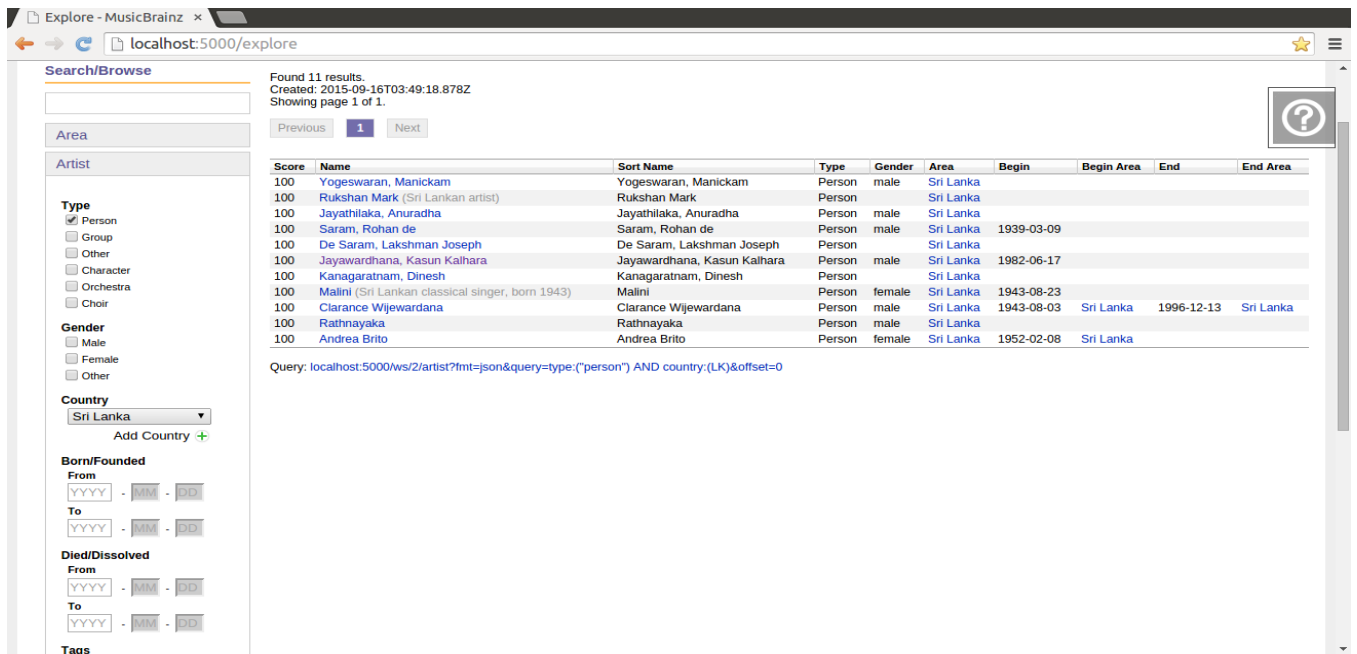 Explore - MusicBrainz ×
localhost:5000/explore
Search/Browse
Area
Artist
Type
Person
Group
Other
Character
Orchestra
Choir
Gender
Male
Female
Other
Country
Sri Lanka
Add Country
Born/Founded
From
YYYY - MM - DD
To
YYYY - MM - DD
Died/Dissolved
From
YYYY - MM - DD
To
YYYY - MM - DD
Tags
Found 11 results.
Created: 2015-09-16T03:49:18.878Z
Showing page 1 of 1.
Previous 1 Next
?
Score Name Sort Name Type Gender Area Begin Begin Area End End Area
100 Yogeswaran, Manickam Yogeswaran, Manickam Person male Sri Lanka
100 Rukshan Mark (Sri Lankan artist) Rukshan Mark Person Sri Lanka
100 Jayathilaka, Anuradha Jayathilaka, Anuradha Person male Sri Lanka
100 Saram, Rohan de Saram, Rohan de Person male Sri Lanka 1939-03-09
100 De Saram, Lakshman Joseph De Saram, Lakshman Joseph Person Sri Lanka
100 Jayawardhana, Kasun Kalhara Jayawardhana, Kasun Kalhara Person male Sri Lanka 1982-06-17
100 Kanagaratnam, Dinesh Kanagaratnam, Dinesh Person Sri Lanka
100 Malini (Sri Lankan classical singer, born 1943) Malini Person female Sri Lanka 1943-08-23
100 Clarance Wijewardana Clarance Wijewardana Person male Sri Lanka 1943-08-03 Sri Lanka 1996-12-13 Sri Lanka
100 Rathnayaka Rathnayaka Person male Sri Lanka
100 Andrea Brito Andrea Brito Person female Sri Lanka 1952-02-08 Sri Lanka
Query: localhost:5000/ws/2/artist?fmt=json&query=type:("person") AND country:(LK)&offset=0